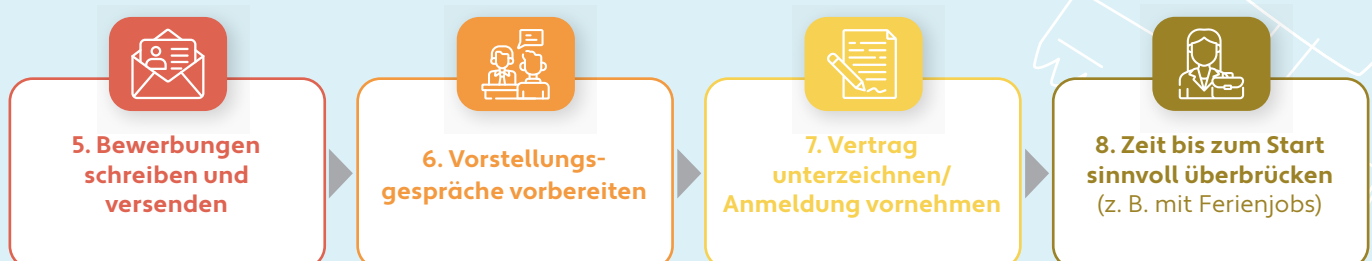 5. Bewerbungen
schreiben und
versenden
6. Vorstellungs-
gespräche vorbereiten
7. Vertrag
unterzeichnen/
Anmeldung vornehmen
8. Zeit bis zum Start
sinnvoll überbrücken
(z. B. mit Ferienjobs)